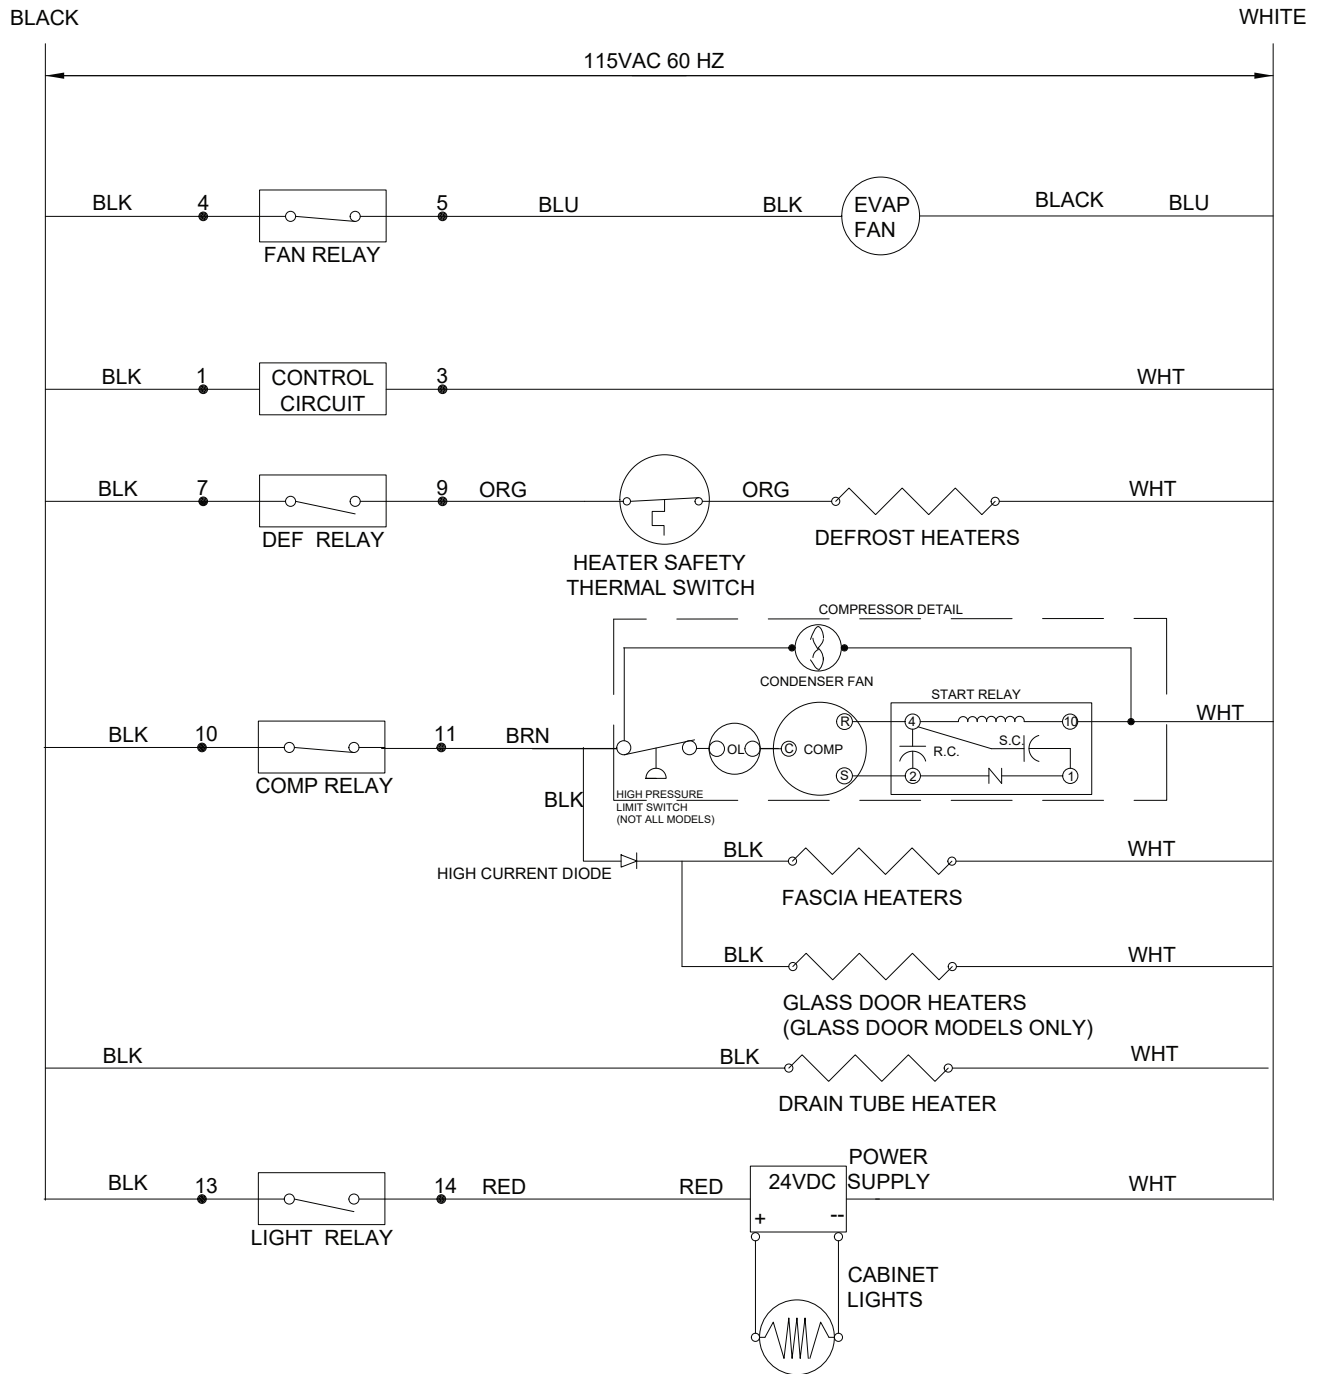 BLACK
WHITE
115VAC 60 HZ
BLK 4 5 BLU BLK EVAP BLACK BLU
FAN
FAN RELAY
BLK 1 CONTROL 3 WHT
CIRCUIT
BLK 7 9 ORG ORG WHT
DEF RELAY
HEATER SAFETY
THERMAL SWITCH
DEFROST HEATERS
COMPRESSOR DETAIL
CONDENSER FAN
START RELAY
BLK 10 11 BRN
COMP RELAY
OL C COMP R S
4 10 WHT
R.C. S.C.
2 N 1
HIGH PRESSURE
LIMIT SWITCH
(NOT ALL MODELS)
BLK
HIGH CURRENT DIODE
BLK WHT
FASCIA HEATERS
BLK WHT
GLASS DOOR HEATERS
(GLASS DOOR MODELS ONLY)
BLK BLK WHT
DRAIN TUBE HEATER
BLK 13 14 RED RED 24VDC WHT
+ --
LIGHT RELAY
POWER
SUPPLY
CABINET
LIGHTS